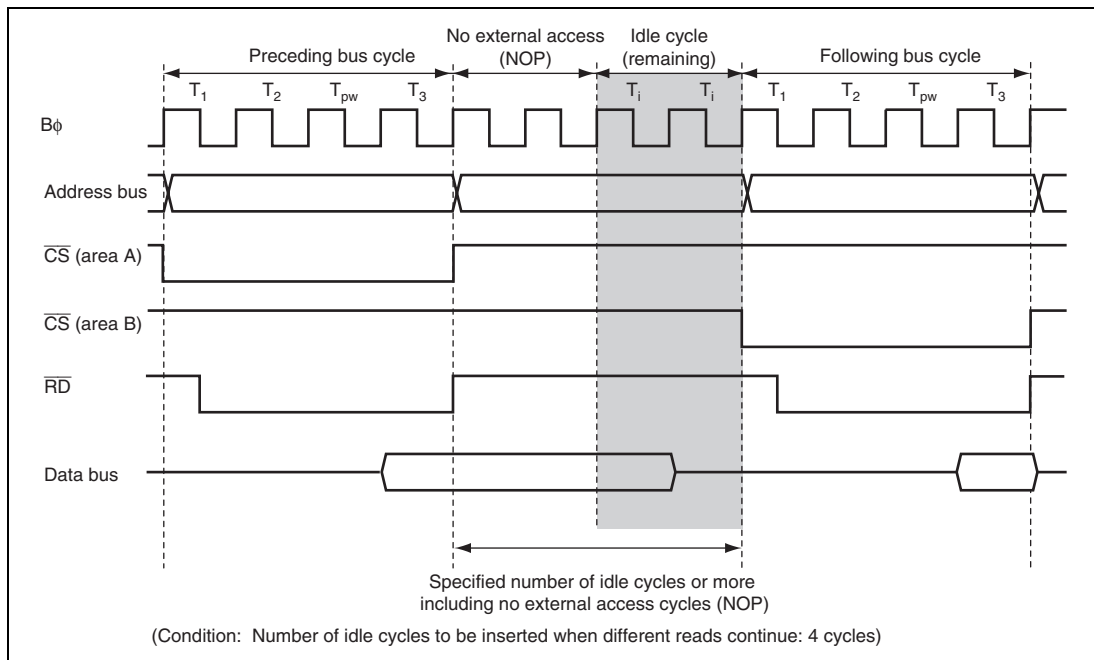 No external access
(NOP)
Idle cycle
(remaining)
Preceding bus cycle
Following bus cycle
T1 T2 Tpw T3 Ti Ti T1 T2 Tpw T3
Bϕ
Address bus
C̅S̅ (area A)
C̅S̅ (area B)
R̅D̅
Data bus
Specified number of idle cycles or more
including no external access cycles (NOP)
(Condition: Number of idle cycles to be inserted when different reads continue: 4 cycles)